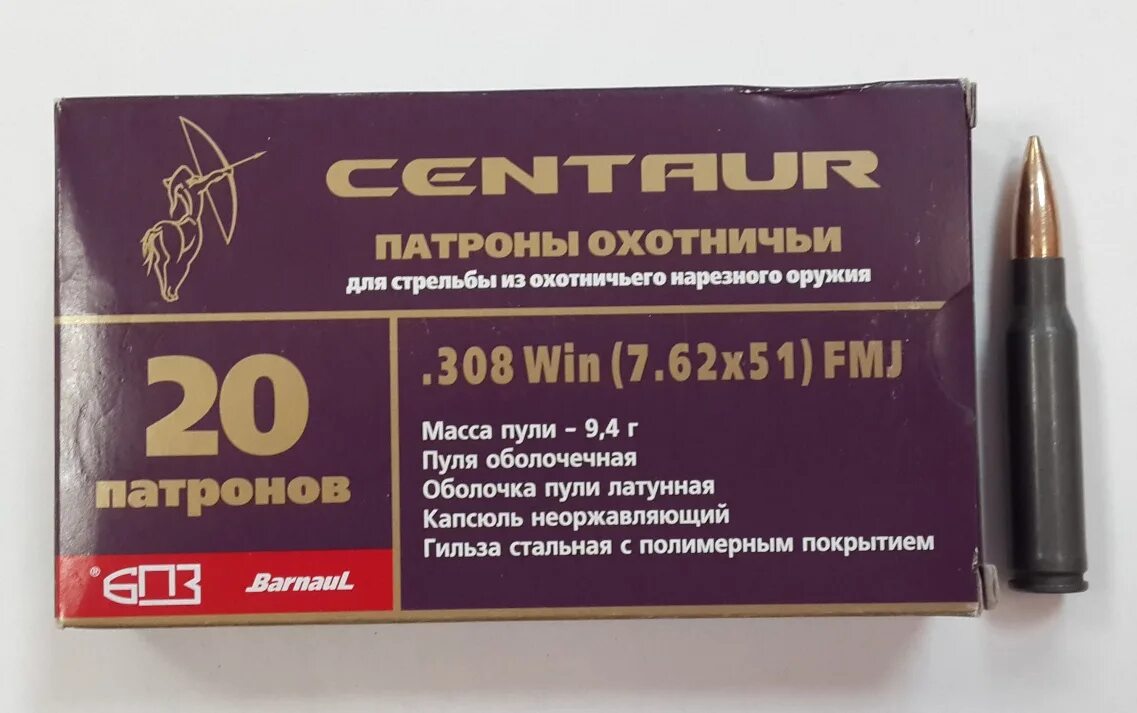 CENTAUR
ПАТРОНЫ ОХОТНИЧЬИ
для стрельбы из охотничьего нарезного оружия
20
патронов
.308 Win (7.62x51) FMJ
Масса пули – 9,4 г
Пуля оболочечная
Оболочка пули латунная
Капсюль неоржавляющий
Гильза стальная с полимерным покрытием
® БПЗ
Barnaul